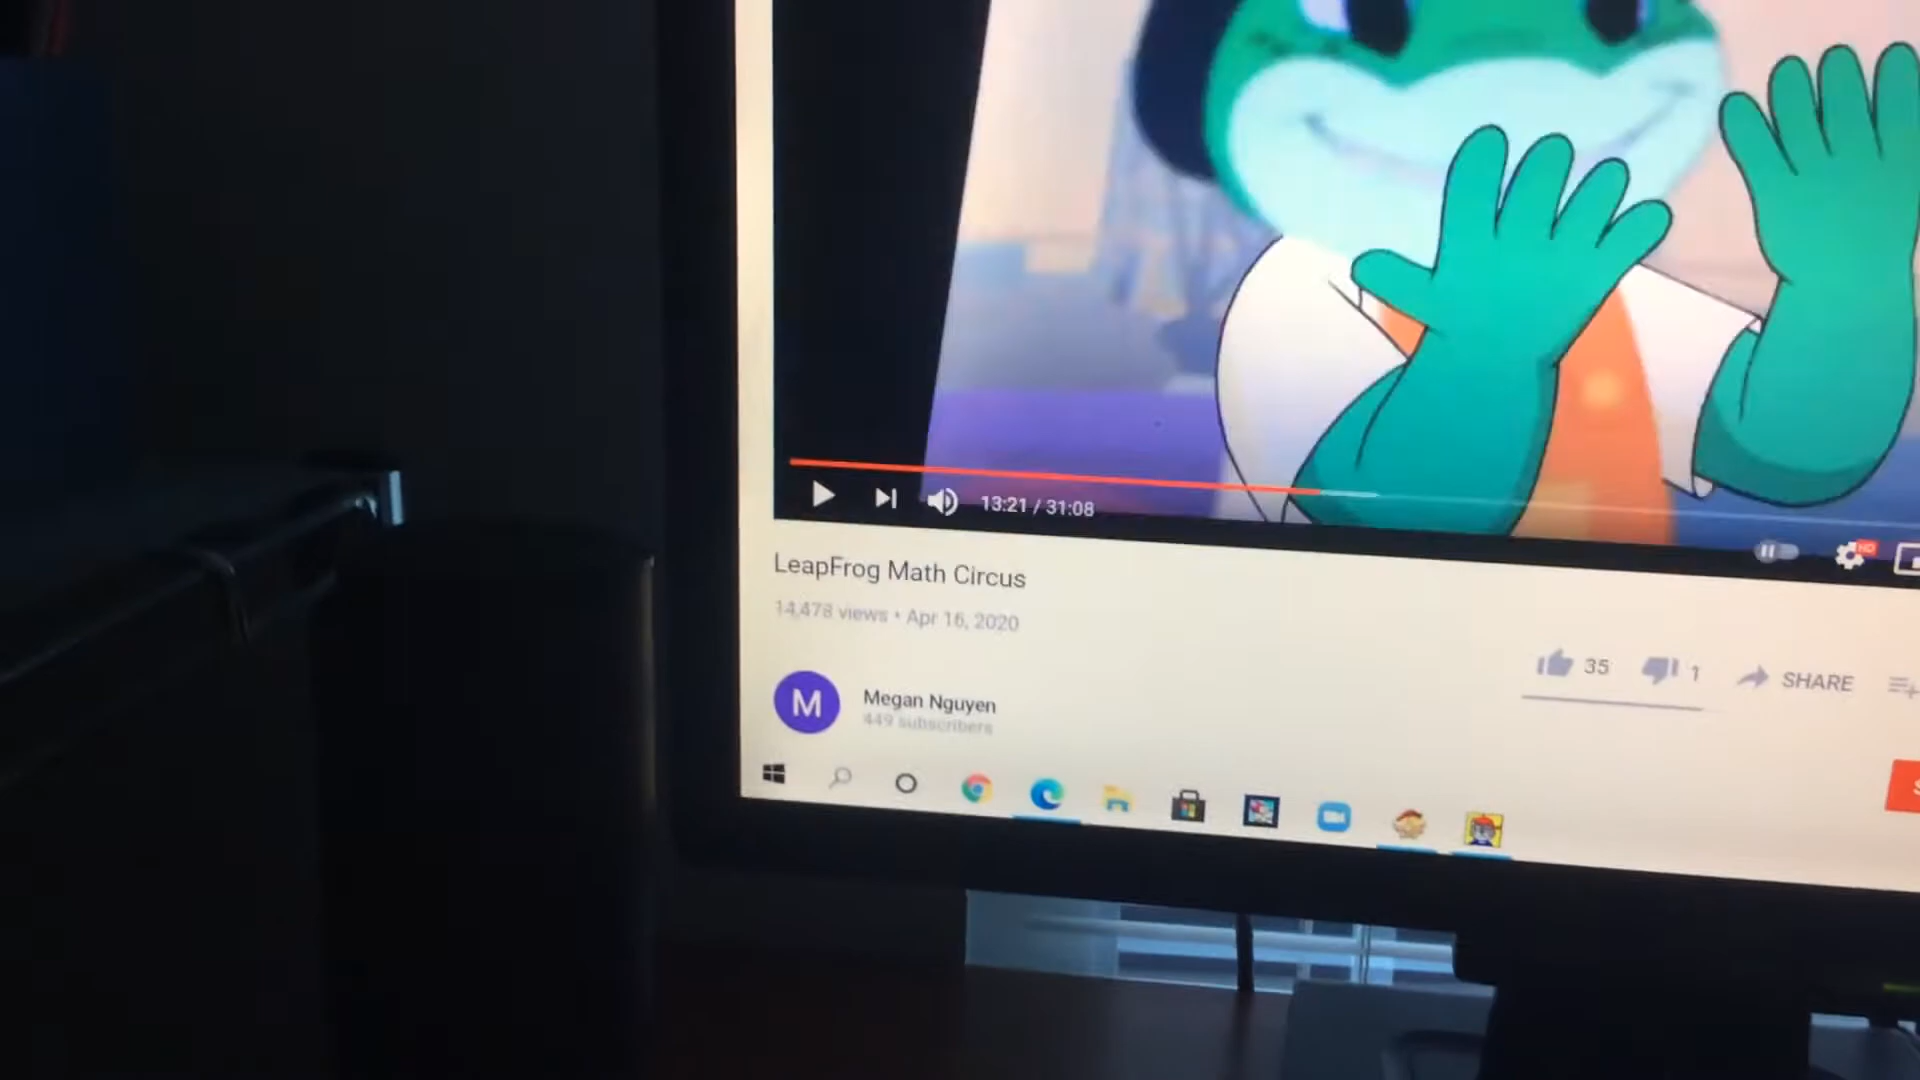 13:21 / 31:08
HD
LeapFrog Math Circus
14,478 views • Apr 16, 2020
35
1
SHARE
M
Megan Nguyen
449 subscribers
S